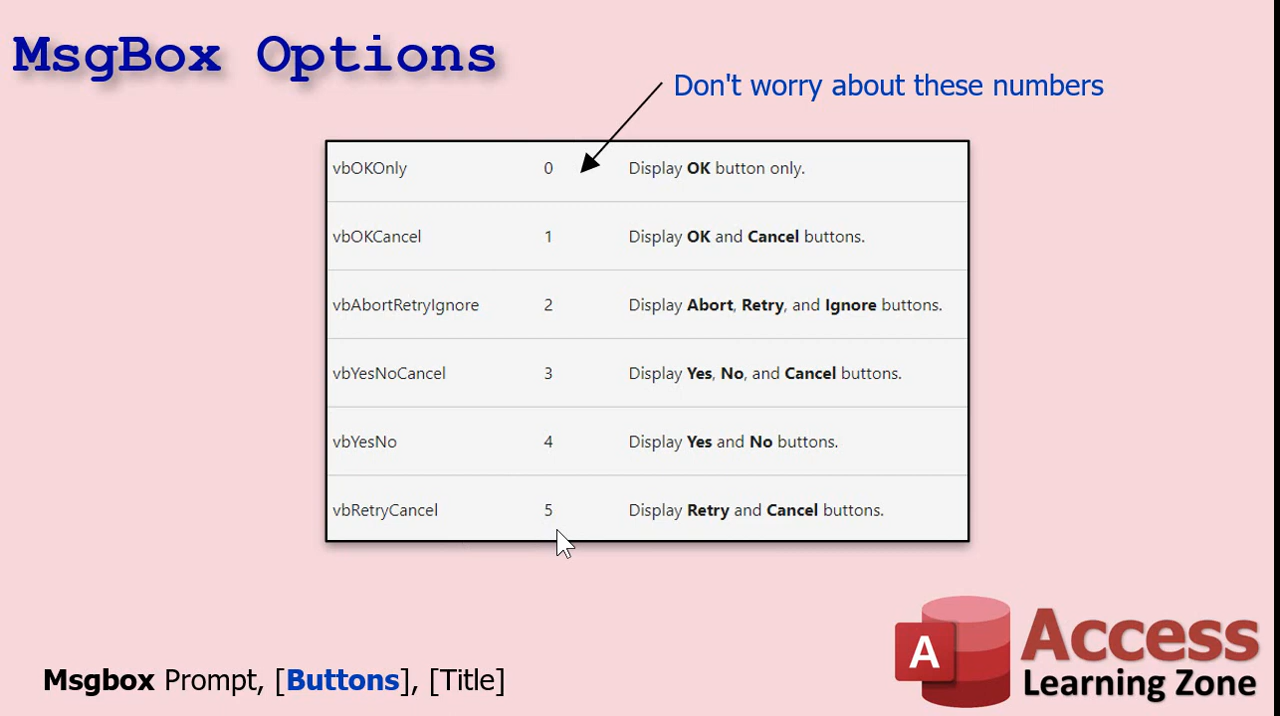 MsgBox Options
Don't worry about these numbers
vbOKOnly 0 Display OK button only.
vbOKCancel 1 Display OK and Cancel buttons.
vbAbortRetryIgnore 2 Display Abort, Retry, and Ignore buttons.
vbYesNoCancel 3 Display Yes, No, and Cancel buttons.
vbYesNo 4 Display Yes and No buttons.
vbRetryCancel 5 Display Retry and Cancel buttons.
Msgbox Prompt, [Buttons], [Title]
A
Access
Learning Zone